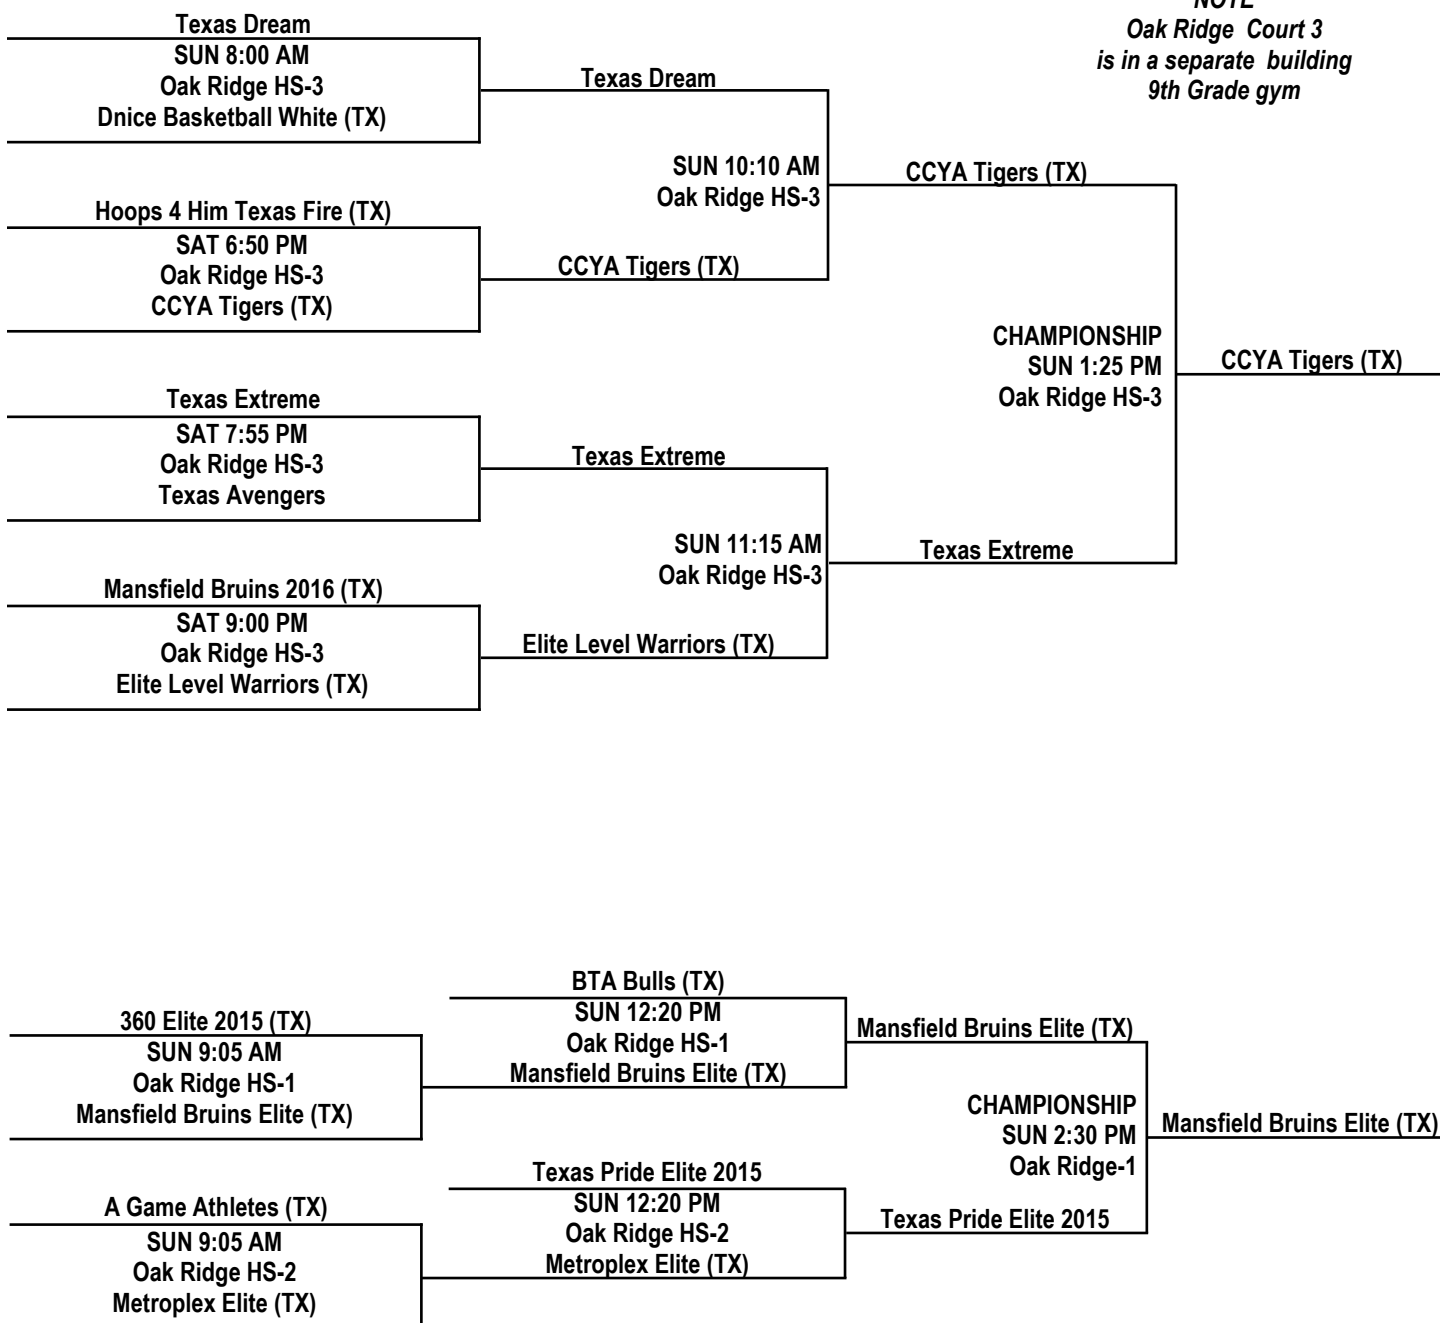 NOTE
Oak Ridge Court 3
is in a separate building
9th Grade gym
Texas Dream
SUN 8:00 AM
Oak Ridge HS-3
Dnice Basketball White (TX)
Texas Dream
SUN 10:10 AM
Oak Ridge HS-3
CCYA Tigers (TX)
Hoops 4 Him Texas Fire (TX)
SAT 6:50 PM
Oak Ridge HS-3
CCYA Tigers (TX)
CCYA Tigers (TX)
CHAMPIONSHIP
SUN 1:25 PM
Oak Ridge HS-3
CCYA Tigers (TX)
Texas Extreme
SAT 7:55 PM
Oak Ridge HS-3
Texas Avengers
Texas Extreme
SUN 11:15 AM
Oak Ridge HS-3
Texas Extreme
Mansfield Bruins 2016 (TX)
SAT 9:00 PM
Oak Ridge HS-3
Elite Level Warriors (TX)
Elite Level Warriors (TX)
BTA Bulls (TX)
SUN 12:20 PM
Oak Ridge HS-1
Mansfield Bruins Elite (TX)
360 Elite 2015 (TX)
SUN 9:05 AM
Oak Ridge HS-1
Mansfield Bruins Elite (TX)
Mansfield Bruins Elite (TX)
CHAMPIONSHIP
SUN 2:30 PM
Oak Ridge-1
Mansfield Bruins Elite (TX)
Texas Pride Elite 2015
SUN 12:20 PM
Oak Ridge HS-2
Metroplex Elite (TX)
Texas Pride Elite 2015
A Game Athletes (TX)
SUN 9:05 AM
Oak Ridge HS-2
Metroplex Elite (TX)